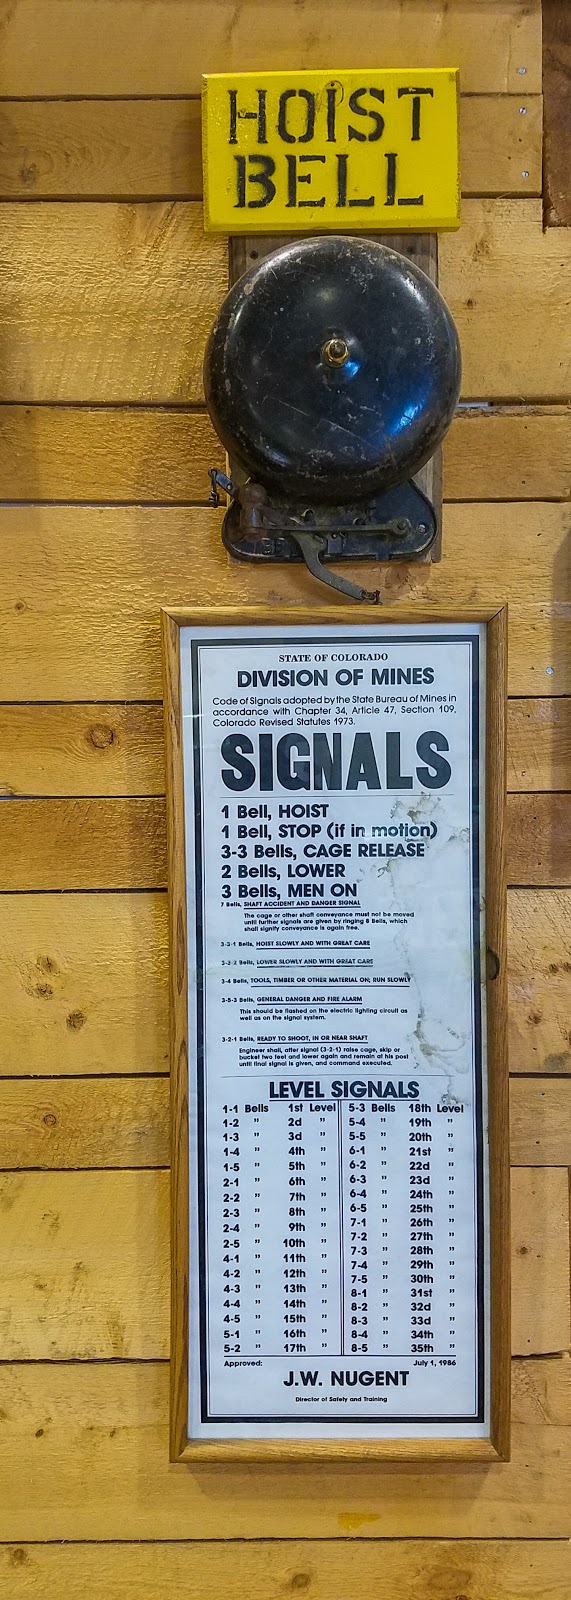 HOIST
BELL
STATE OF COLORADO
DIVISION OF MINES
Code of Signals adopted by the State Bureau of Mines in
accordance with Chapter 34, Article 47, Section 109,
Colorado Revised Statutes 1973.
SIGNALS
1 Bell, HOIST
1 Bell, STOP (if in motion)
3-3 Bells, CAGE RELEASE
2 Bells, LOWER
3 Bells, MEN ON
7 Bells, SHAFT ACCIDENT AND DANGER SIGNAL
The cage or other shaft conveyance must not be moved
until further signals are given by ringing 8 Bells, which
shall signify conveyance is again free.
3-3-1 Bells, HOIST SLOWLY AND WITH GREAT CARE
3-2-2 Bells, LOWER SLOWLY AND WITH GREAT CARE
3-4 Bells, TOOLS, TIMBER OR OTHER MATERIAL ON; RUN SLOWLY
3-5-3 Bells, GENERAL DANGER AND FIRE ALARM
This should be flashed on the electric lighting circuit as
well as on the signal system.
3-2-1 Bells, READY TO SHOOT, IN OR NEAR SHAFT
Engineer shall, after signal (3-2-1) raise cage, skip or
bucket two feet and lower again and remain at his post
until final signal is given, and command executed.
LEVEL SIGNALS
1-1 Bells 1st Level 5-3 Bells 18th Level
1-2 " 2d " 5-4 " 19th "
1-3 " 3d " 5-5 " 20th "
1-4 " 4th " 6-1 " 21st "
1-5 " 5th " 6-2 " 22d "
2-1 " 6th " 6-3 " 23d "
2-2 " 7th " 6-4 " 24th "
2-3 " 8th " 6-5 " 25th "
2-4 " 9th " 7-1 " 26th "
2-5 " 10th " 7-2 " 27th "
4-1 " 11th " 7-3 " 28th "
4-2 " 12th " 7-4 " 29th "
4-3 " 13th " 7-5 " 30th "
4-4 " 14th " 8-1 " 31st "
4-5 " 15th " 8-2 " 32d "
5-1 " 16th " 8-3 " 33d "
5-2 " 17th " 8-4 " 34th "
8-5 " 35th "
Approved: July 1, 1986
J.W. NUGENT
Director of Safety and Training